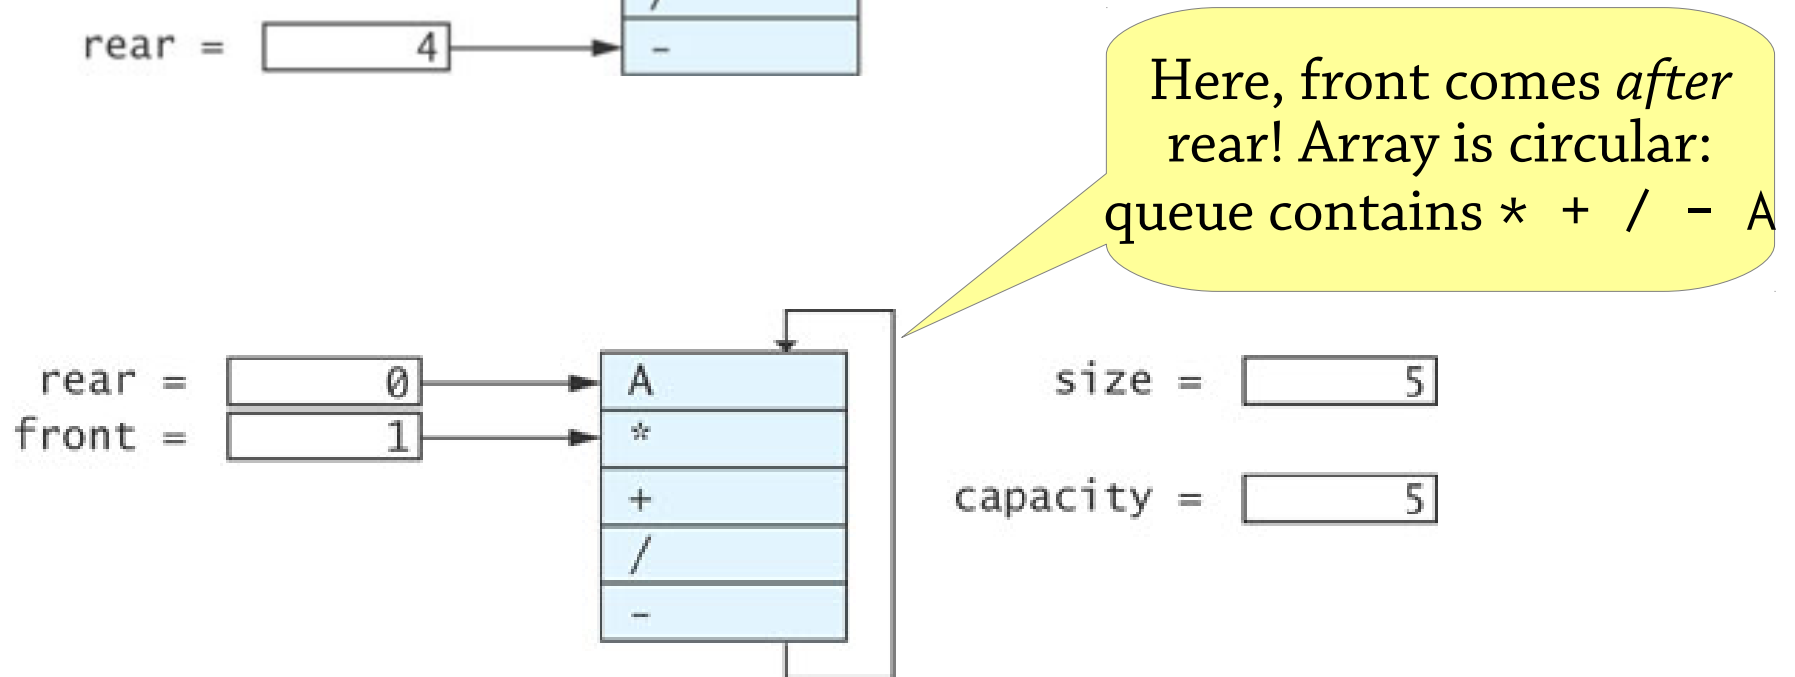 /
rear = 4
-
Here, front comes after
rear! Array is circular:
queue contains * + / - A
rear = 0
A
size = 5
front = 1
*
+
capacity = 5
/
-